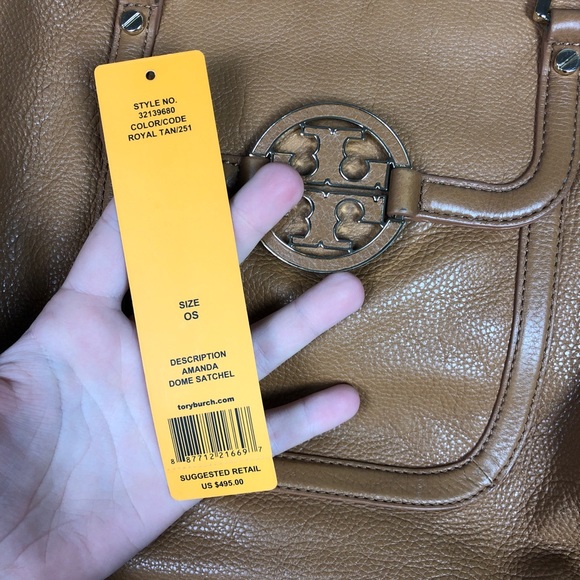 STYLE NO.
32139680
COLOR/CODE
ROYAL TAN/251
SIZE
OS
DESCRIPTION
AMANDA
DOME SATCHEL
toryburch.com
8 87712 21669 7
SUGGESTED RETAIL
US $495.00